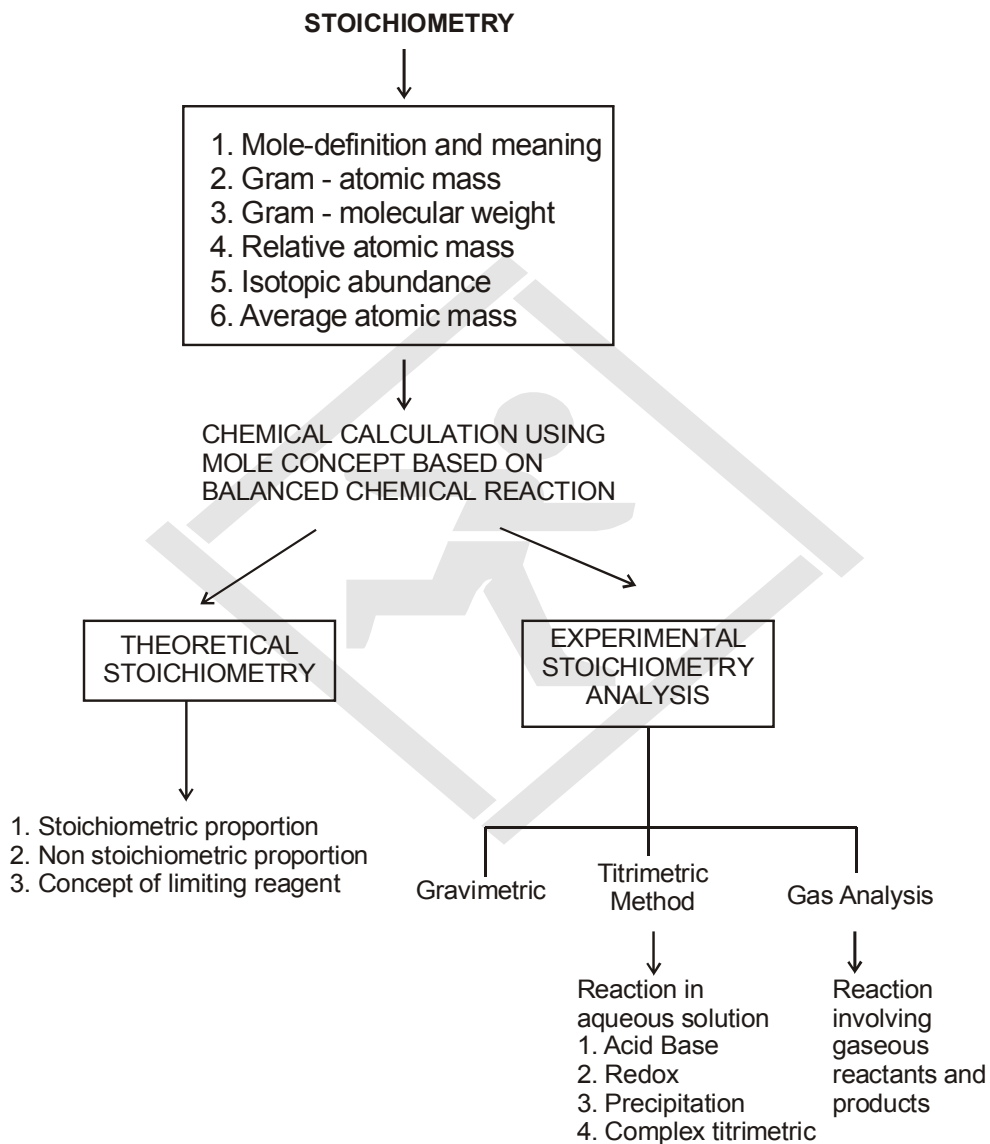 STOICHIOMETRY
1. Mole-definition and meaning
2. Gram - atomic mass
3. Gram - molecular weight
4. Relative atomic mass
5. Isotopic abundance
6. Average atomic mass
CHEMICAL CALCULATION USING
MOLE CONCEPT BASED ON
BALANCED CHEMICAL REACTION
THEORETICAL
STOICHIOMETRY
1. Stoichiometric proportion
2. Non stoichiometric proportion
3. Concept of limiting reagent
EXPERIMENTAL
STOICHIOMETRY
ANALYSIS
Gravimetric
Titrimetric
Method
Gas Analysis
Reaction in
aqueous solution
1. Acid Base
2. Redox
3. Precipitation
4. Complex titrimetric
Reaction
involving
gaseous
reactants and
products